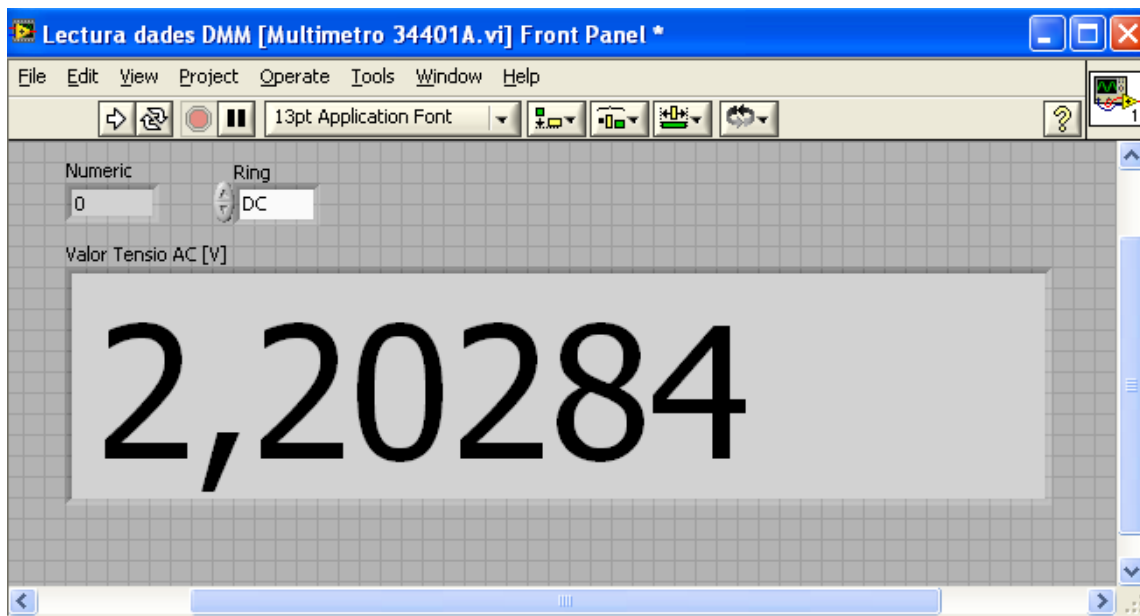 Lectura dades DMM [Multimetro 34401A.vi] Front Panel *
File Edit View Project Operate Tools Window Help
13pt Application Font
?
1
Numeric Ring
0 DC
Valor Tensio AC [V]
2,20284